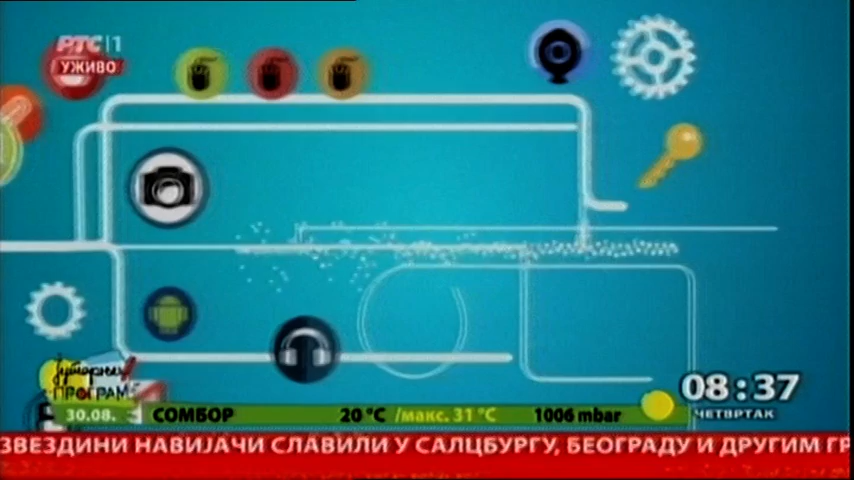 РТС|1
УЖИВО
08:37
Јутарњи
ПРОГРАМ
30.08.
СОМБОР
20 °C
/макс. 31 °C
1006 mbar
ЧЕТВРТАК
ЗВЕЗДИНИ НАВИЈАЧИ СЛАВИЛИ У САЛЦБУРГУ, БЕОГРАДУ И ДРУГИМ ГР